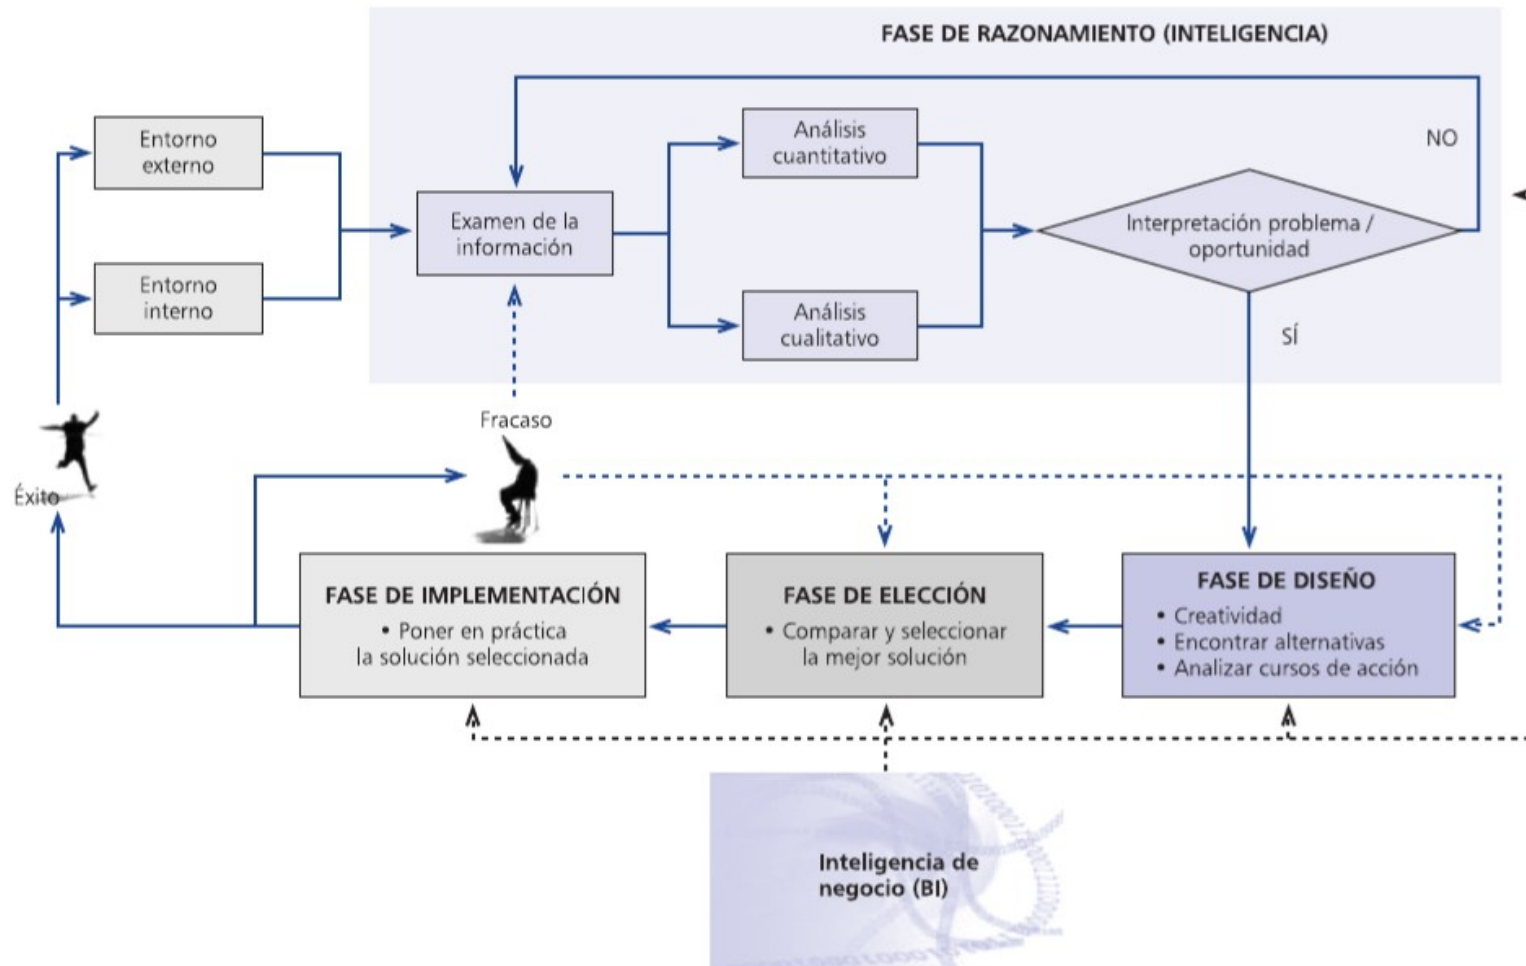 FASE DE RAZONAMIENTO (INTELIGENCIA)
Entorno
externo
Entorno
interno
Examen de la
información
Análisis
cuantitativo
Análisis
cualitativo
Interpretación problema /
oportunidad
NO
SÍ
Éxito
Fracaso
FASE DE IMPLEMENTACIÓN
• Poner en práctica
la solución seleccionada
FASE DE ELECCIÓN
• Comparar y seleccionar
la mejor solución
FASE DE DISEÑO
• Creatividad
• Encontrar alternativas
• Analizar cursos de acción
Inteligencia de
negocio (BI)